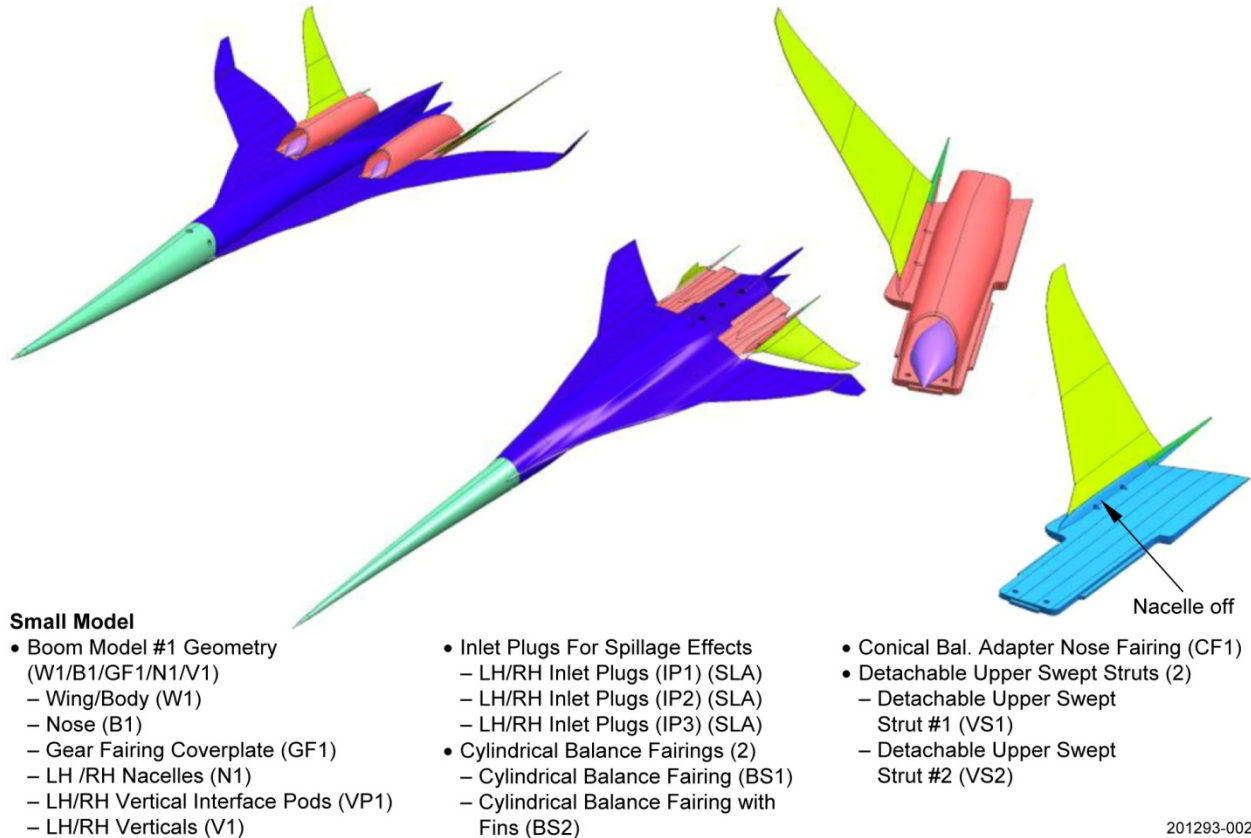 Nacelle off
Small Model
• Boom Model #1 Geometry
(W1/B1/GF1/N1/V1)
– Wing/Body (W1)
– Nose (B1)
– Gear Fairing Coverplate (GF1)
– LH /RH Nacelles (N1)
– LH/RH Vertical Interface Pods (VP1)
– LH/RH Verticals (V1)
• Inlet Plugs For Spillage Effects
– LH/RH Inlet Plugs (IP1) (SLA)
– LH/RH Inlet Plugs (IP2) (SLA)
– LH/RH Inlet Plugs (IP3) (SLA)
• Cylindrical Balance Fairings (2)
– Cylindrical Balance Fairing (BS1)
– Cylindrical Balance Fairing with
Fins (BS2)
• Conical Bal. Adapter Nose Fairing (CF1)
• Detachable Upper Swept Struts (2)
– Detachable Upper Swept
Strut #1 (VS1)
– Detachable Upper Swept
Strut #2 (VS2)
201293-002